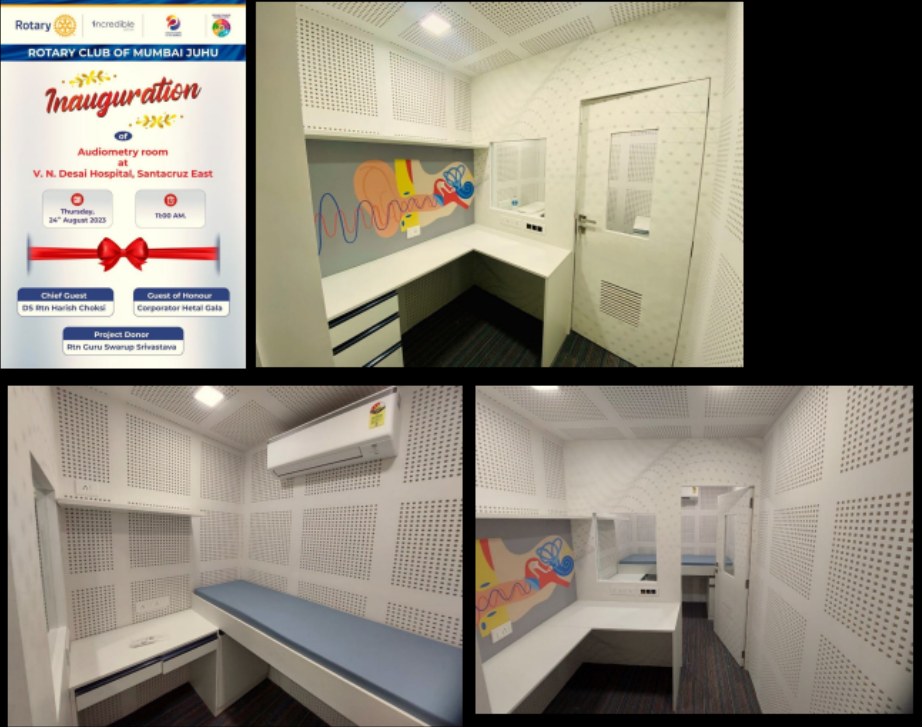 Rotary
incredible
ROTARY CLUB OF MUMBAI JUHU
Inauguration
of
Audiometry room
at
V. N. Desai Hospital, Santacruz East
Thursday,
24th August 2023
11:00 AM.
Chief Guest
DS Rtn Harish Choksi
Guest of Honour
Corporator Hetal Gala
Project Donor
Rtn Guru Swarup Srivastava